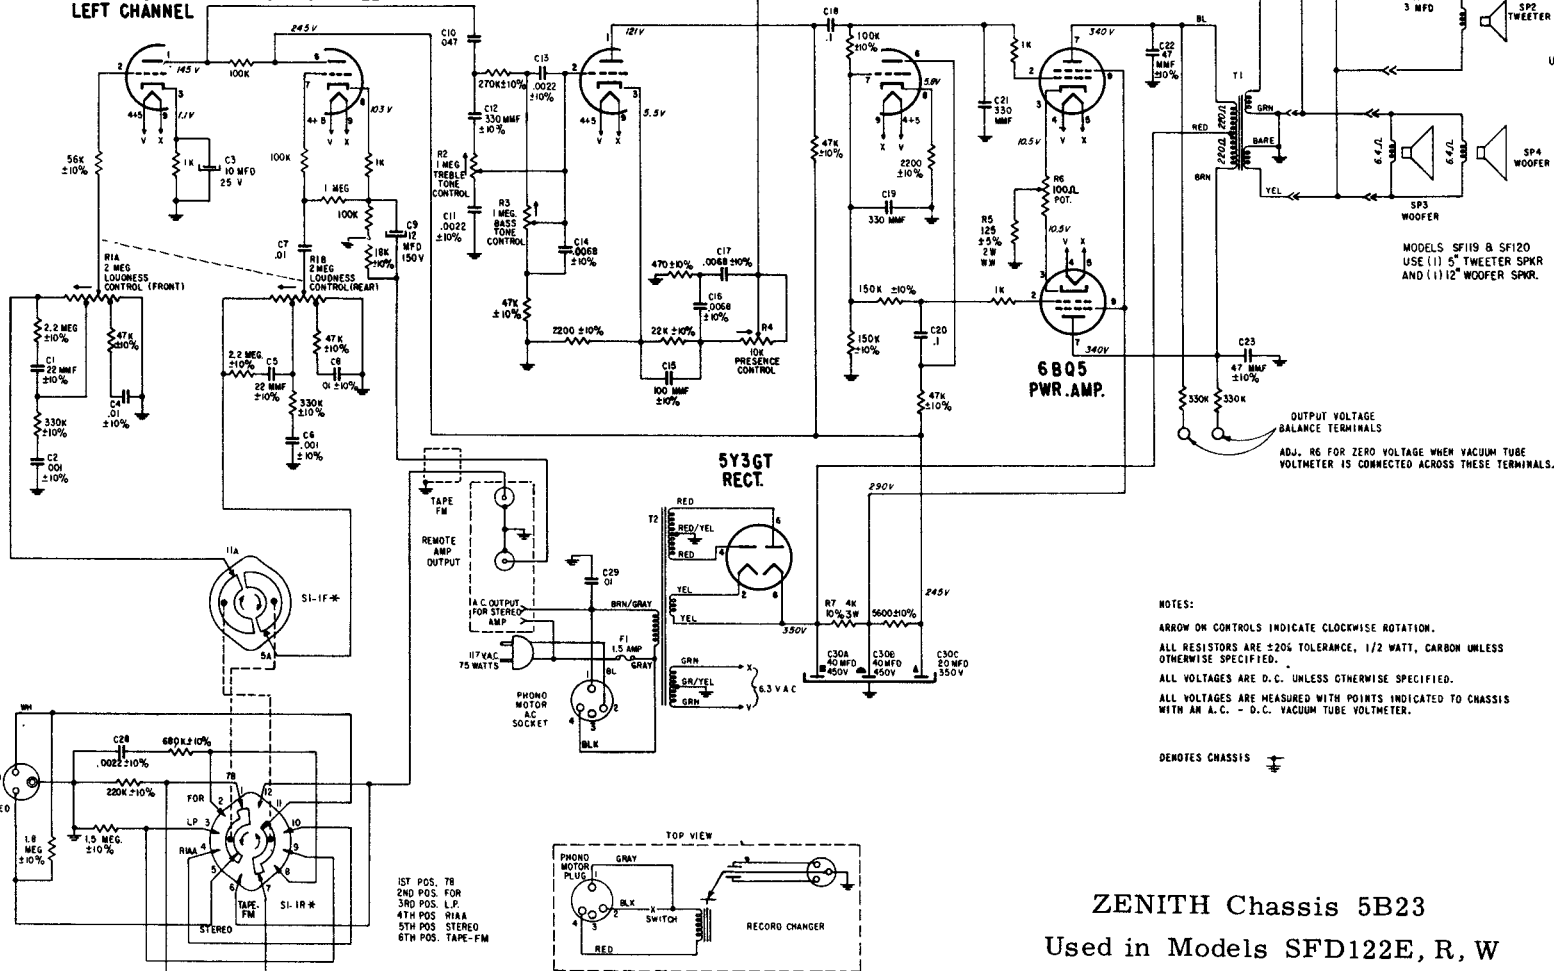 LEFT CHANNEL
245V
145V
1.1V
103V
121V
5.5V
5.8V
340V
10.5V
10.5V
340V
100K
56K
±10%
1K
C3
10 MFD
25 V
100K
1K
1 MEG
100K
18K
±10%
C9
12
MFD
150V
C7
.01
R1A
2 MEG
LOUDNESS
CONTROL (FRONT)
R1B
2 MEG
LOUDNESS
CONTROL (REAR)
2.2 MEG
±10%
C1
22 MMF
±10%
330K
±10%
C2
001
±10%
47K
±10%
C4
.01
±10%
2.2 MEG.
±10%
C5
22 MMF
±10%
330K
±10%
C6
.001
±10%
47K
±10%
C8
.01 ±10%
C10
047
270K±10%
C13
.0022
±10%
C12
330 MMF
±10%
R2
1 MEG
TREBLE
TONE
CONTROL
C11
.0022
±10%
R3
1 MEG.
BASS
TONE
CONTROL
C14
.0068
±10%
47K
±10%
2200 ±10%
470±10%
C17
.0068 ±10%
C16
.0068
±10%
22K ±10%
C15
100 MMF
±10%
R4
10K
PRESENCE
CONTROL
C18
.1
100K
±10%
47K
±10%
2200
±10%
C19
330 MMF
C21
330
MMF
1K
150K ±10%
150K
±10%
C20
.1
47K
±10%
1K
R6
100Ω
POT.
R5
125
±5%
2W
WW
6BQ5
PWR.AMP.
C22
47
MMF
±10%
BL
RED
BRN
220Ω
220Ω
T1
GRN
BARE
YEL
3 MFD
SP2
TWEETER
6.4Ω
6.4Ω
SP4
WOOFER
SP3
WOOFER
MODELS SF119 & SF120
USE (1) 5" TWEETER SPKR
AND (1) 12" WOOFER SPKR.
C23
47 MMF
±10%
330K
330K
OUTPUT VOLTAGE
BALANCE TERMINALS
ADJ. R6 FOR ZERO VOLTAGE WHEN VACUUM TUBE
VOLTMETER IS CONNECTED ACROSS THESE TERMINALS.
TAPE
FM
REMOTE
AMP
OUTPUT
A.C. OUTPUT
FOR STEREO
AMP
117 VAC
75 WATTS
PHONO
MOTOR
AC
SOCKET
C29
01
BRN/GRAY
F1
1.5 AMP
GRAY
BL
BLK
T2
5Y3GT
RECT.
RED
RED/YEL
RED
YEL
YEL
GRN
GR/YEL
GRN
6.3 V A C
350V
290V
245V
R7 4K
10% 3W
5600±10%
C30A
40 MFD
450V
C30B
40MFD
450V
C30C
20 MFD
350V
11A
S1-1F*
5A
WH
C28
.0022±10%
680K±10%
220K±10%
1.5 MEG.
±10%
1.8
MEG
±10%
78
FOR
LP
RIAA
STEREO
TAPE-
FM
S1-1R*
1ST POS. 78
2ND POS. FOR
3RD POS. L.P.
4TH POS RIAA
5TH POS STEREO
6TH POS. TAPE-FM
TOP VIEW
PHONO
MOTOR
PLUG
GRAY
BLK
SWITCH
RED
RECORD CHANGER
NOTES:
ARROW ON CONTROLS INDICATE CLOCKWISE ROTATION.
ALL RESISTORS ARE ±20% TOLERANCE, 1/2 WATT, CARBON UNLESS
OTHERWISE SPECIFIED.
ALL VOLTAGES ARE D.C. UNLESS OTHERWISE SPECIFIED.
ALL VOLTAGES ARE MEASURED WITH POINTS INDICATED TO CHASSIS
WITH AN A.C. - D.C. VACUUM TUBE VOLTMETER.
DENOTES CHASSIS
ZENITH Chassis 5B23
Used in Models SFD122E, R, W